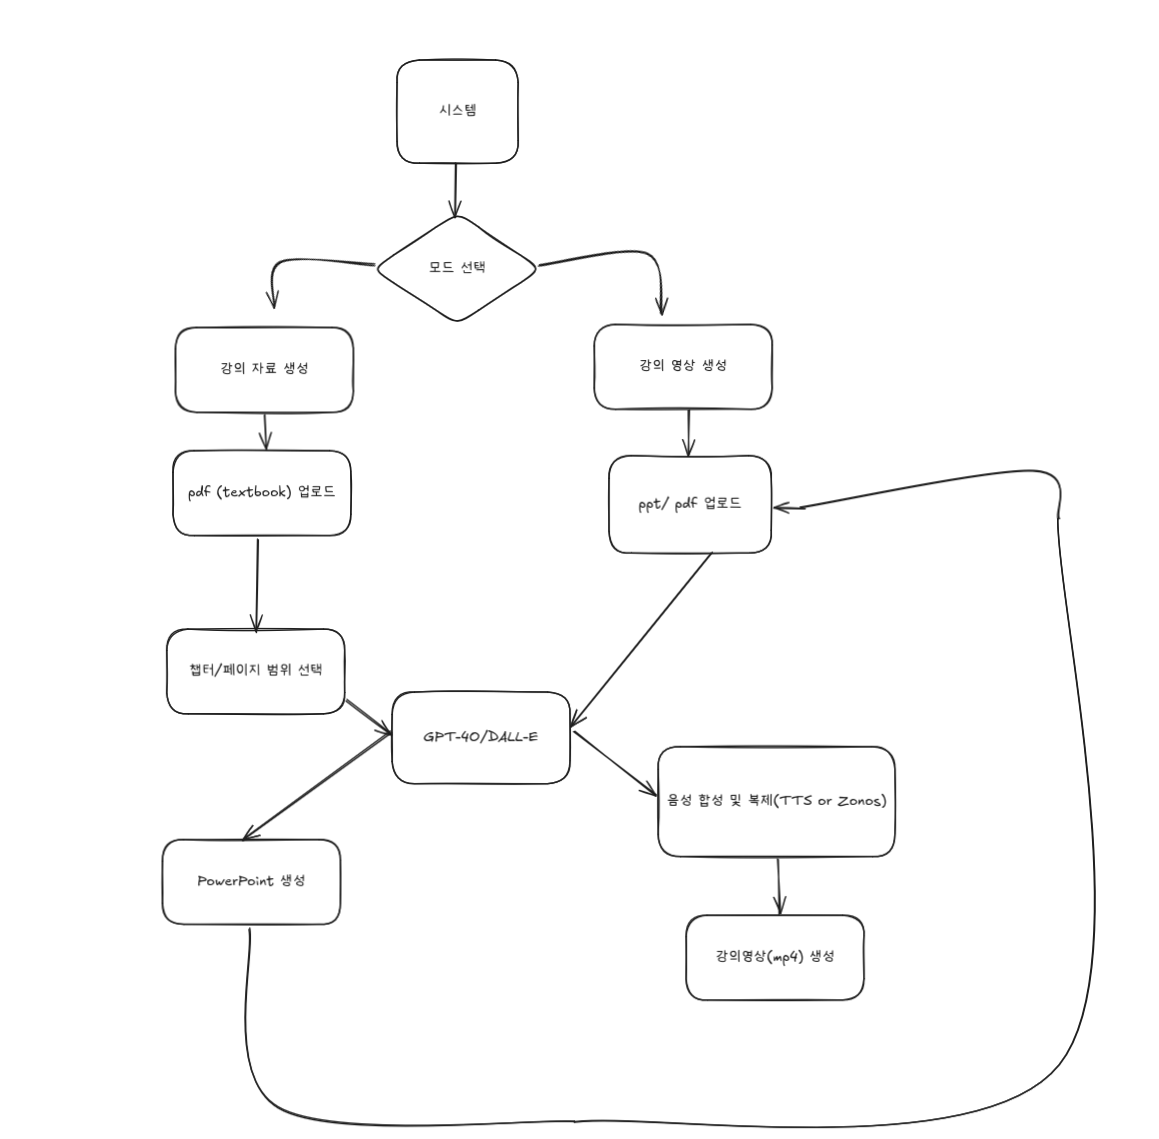 시스템
모드 선택
강의 자료 생성
강의 영상 생성
pdf (textbook) 업로드
ppt/ pdf 업로드
챕터/페이지 범위 선택
GPT-4O/DALL-E
음성 합성 및 복제(TTS or Zonos)
PowerPoint 생성
강의영상(mp4) 생성